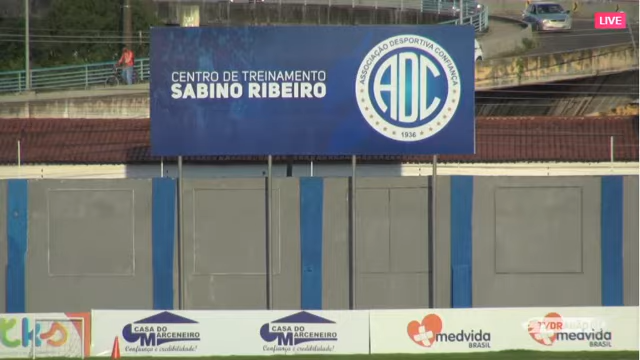 LIVE
CENTRO DE TREINAMENTO
SABINO RIBEIRO
ASSOCIAÇÃO DESPORTIVA CONFIANÇA
ADC
1936
CASA DO
MARCENEIRO
Confiança e credibilidade!
CASA DO
MARCENEIRO
Confiança e credibilidade!
medvida
BRASIL
medvida
BRASIL